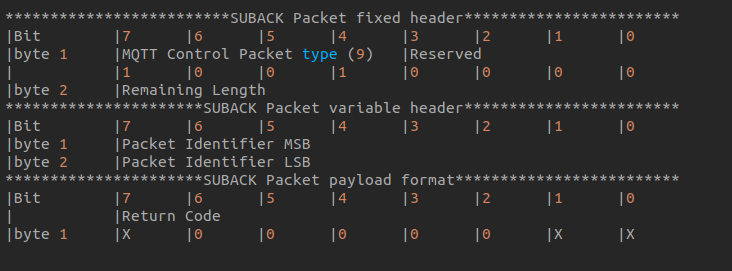 *************************SUBACK Packet fixed header************************
|Bit        |7      |6      |5      |4      |3      |2      |1      |0
|byte 1     |MQTT Control Packet type (9)   |Reserved
|           |1      |0      |0      |1      |0      |0      |0      |0
|byte 2     |Remaining Length
**********************SUBACK Packet variable header************************
|Bit        |7      |6      |5      |4      |3      |2      |1      |0
|byte 1     |Packet Identifier MSB
|byte 2     |Packet Identifier LSB
**********************SUBACK Packet payload format*************************
|Bit        |7      |6      |5      |4      |3      |2      |1      |0
|           |Return Code
|byte 1     |X      |0      |0      |0      |0      |0      |X      |X